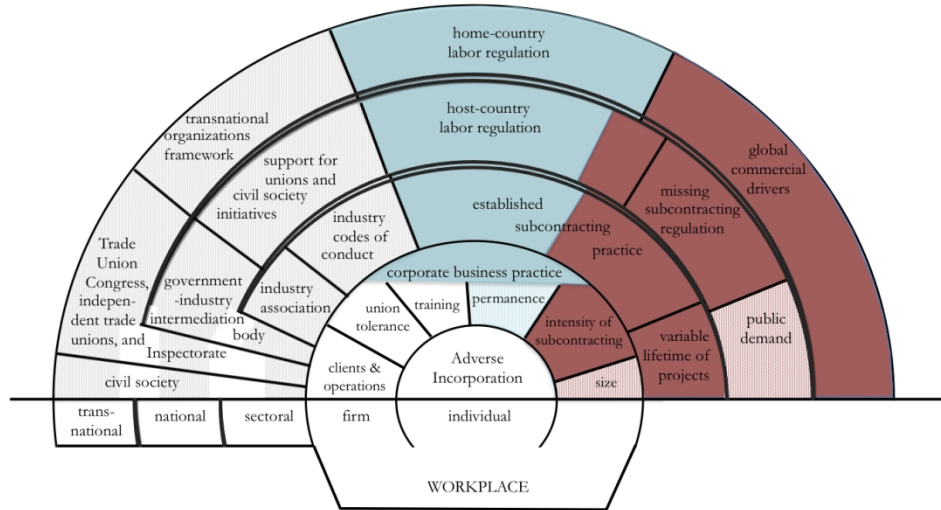 home-country
labor regulation
host-country
labor regulation
transnational
organizations
framework
support for
unions and
civil society
initiatives
global
commercial
drivers
missing
subcontracting
regulation
established
subcontracting
practice
industry
codes of
conduct
Trade
Union
Congress,
indepen-
dent trade
unions, and
government
-industry
intermediation
body
industry
association
corporate business practice
union
tolerance
training
permanence
intensity of
subcontracting
variable
lifetime of
projects
public
demand
Inspectorate
civil society
clients &
operations
Adverse
Incorporation
size
trans-
national
national
sectoral
firm
individual
WORKPLACE